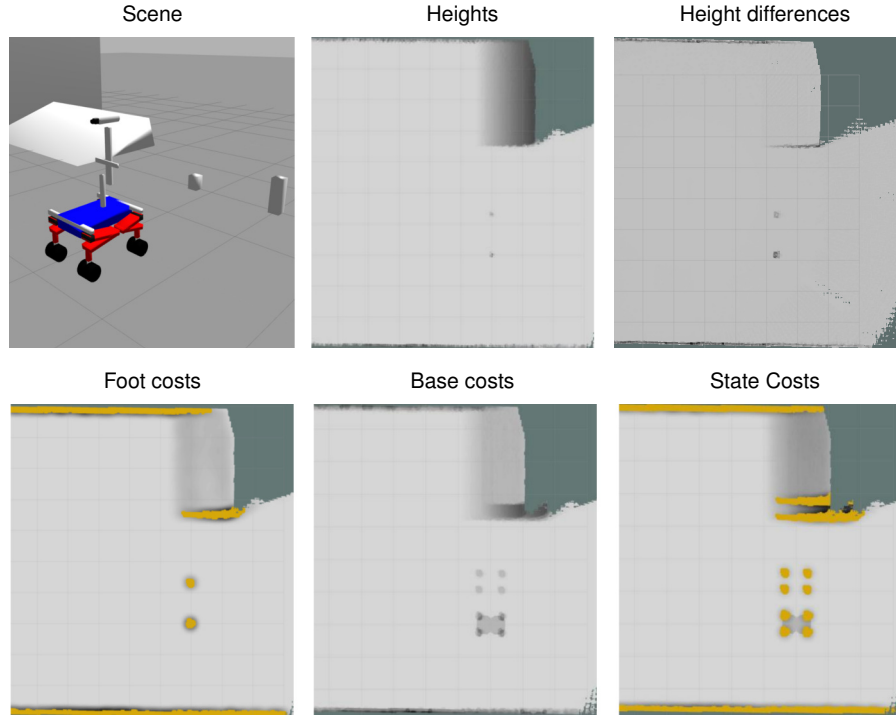 Scene
Heights
Height differences
Foot costs
Base costs
State Costs